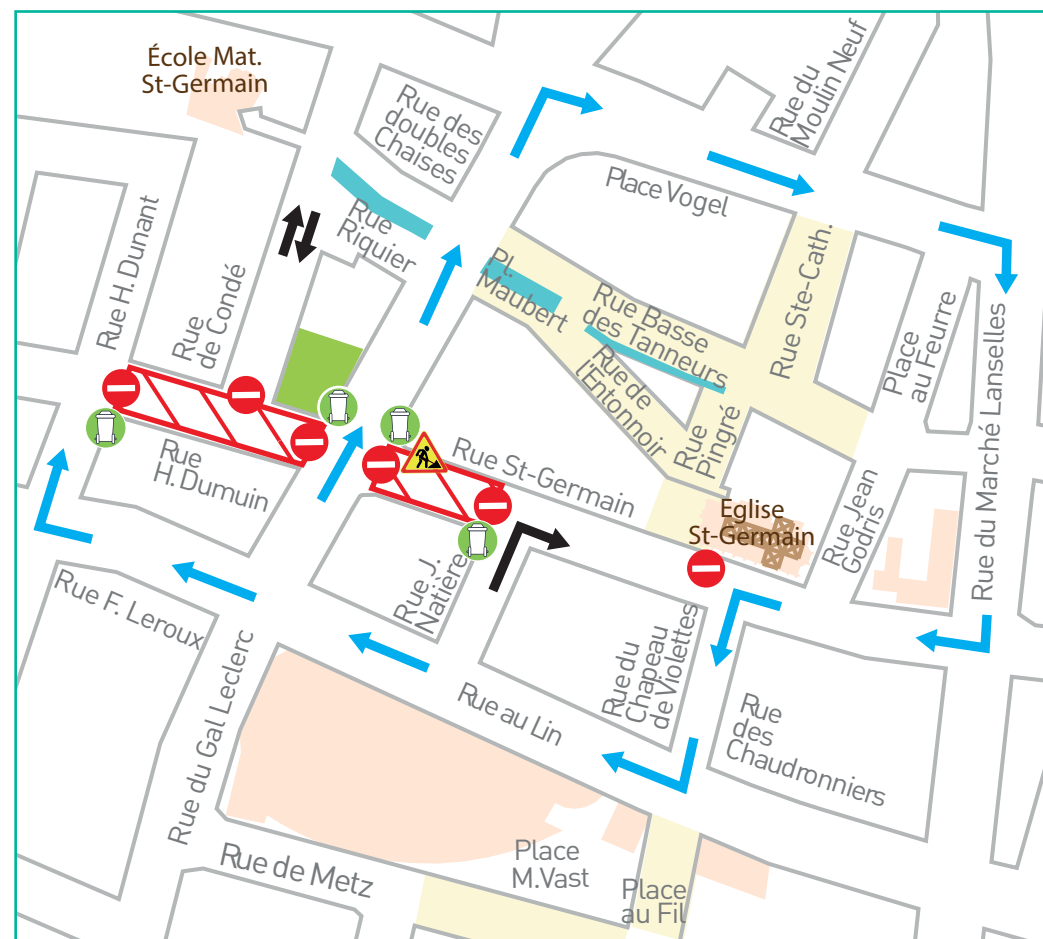 École Mat.
St-Germain
Rue des
doubles
Chaises
Rue du
Moulin Neuf
Place Vogel
Rue H. Dunant
Rue
de Condé
Rue
Riquier
Pl.
Maubert
Rue Basse
des Tanneurs
Rue Ste-Cath.
Place
au Feurre
Rue du Marché Lanselles
Rue de
l'Entonnoir
Rue
Pingré
Rue
H. Dumuin
Rue St-Germain
Eglise
St-Germain
Rue Jean
Godris
Rue F. Leroux
Rue J.
Natière
Rue du
Chapeau
de Violettes
Rue du Gal Leclerc
Rue au Lin
Rue
des
Chaudronniers
Rue de Metz
Place
M.Vast
Place
au Fil